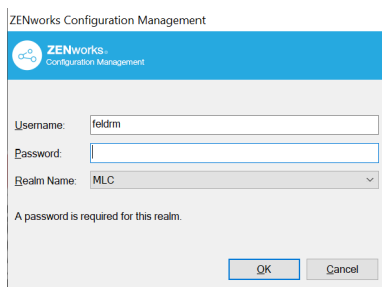 ZENworks Configuration Management
ZENworks.
Configuration Management
Username: feldrm
Password:
Realm Name: MLC
A password is required for this realm.
OK Cancel